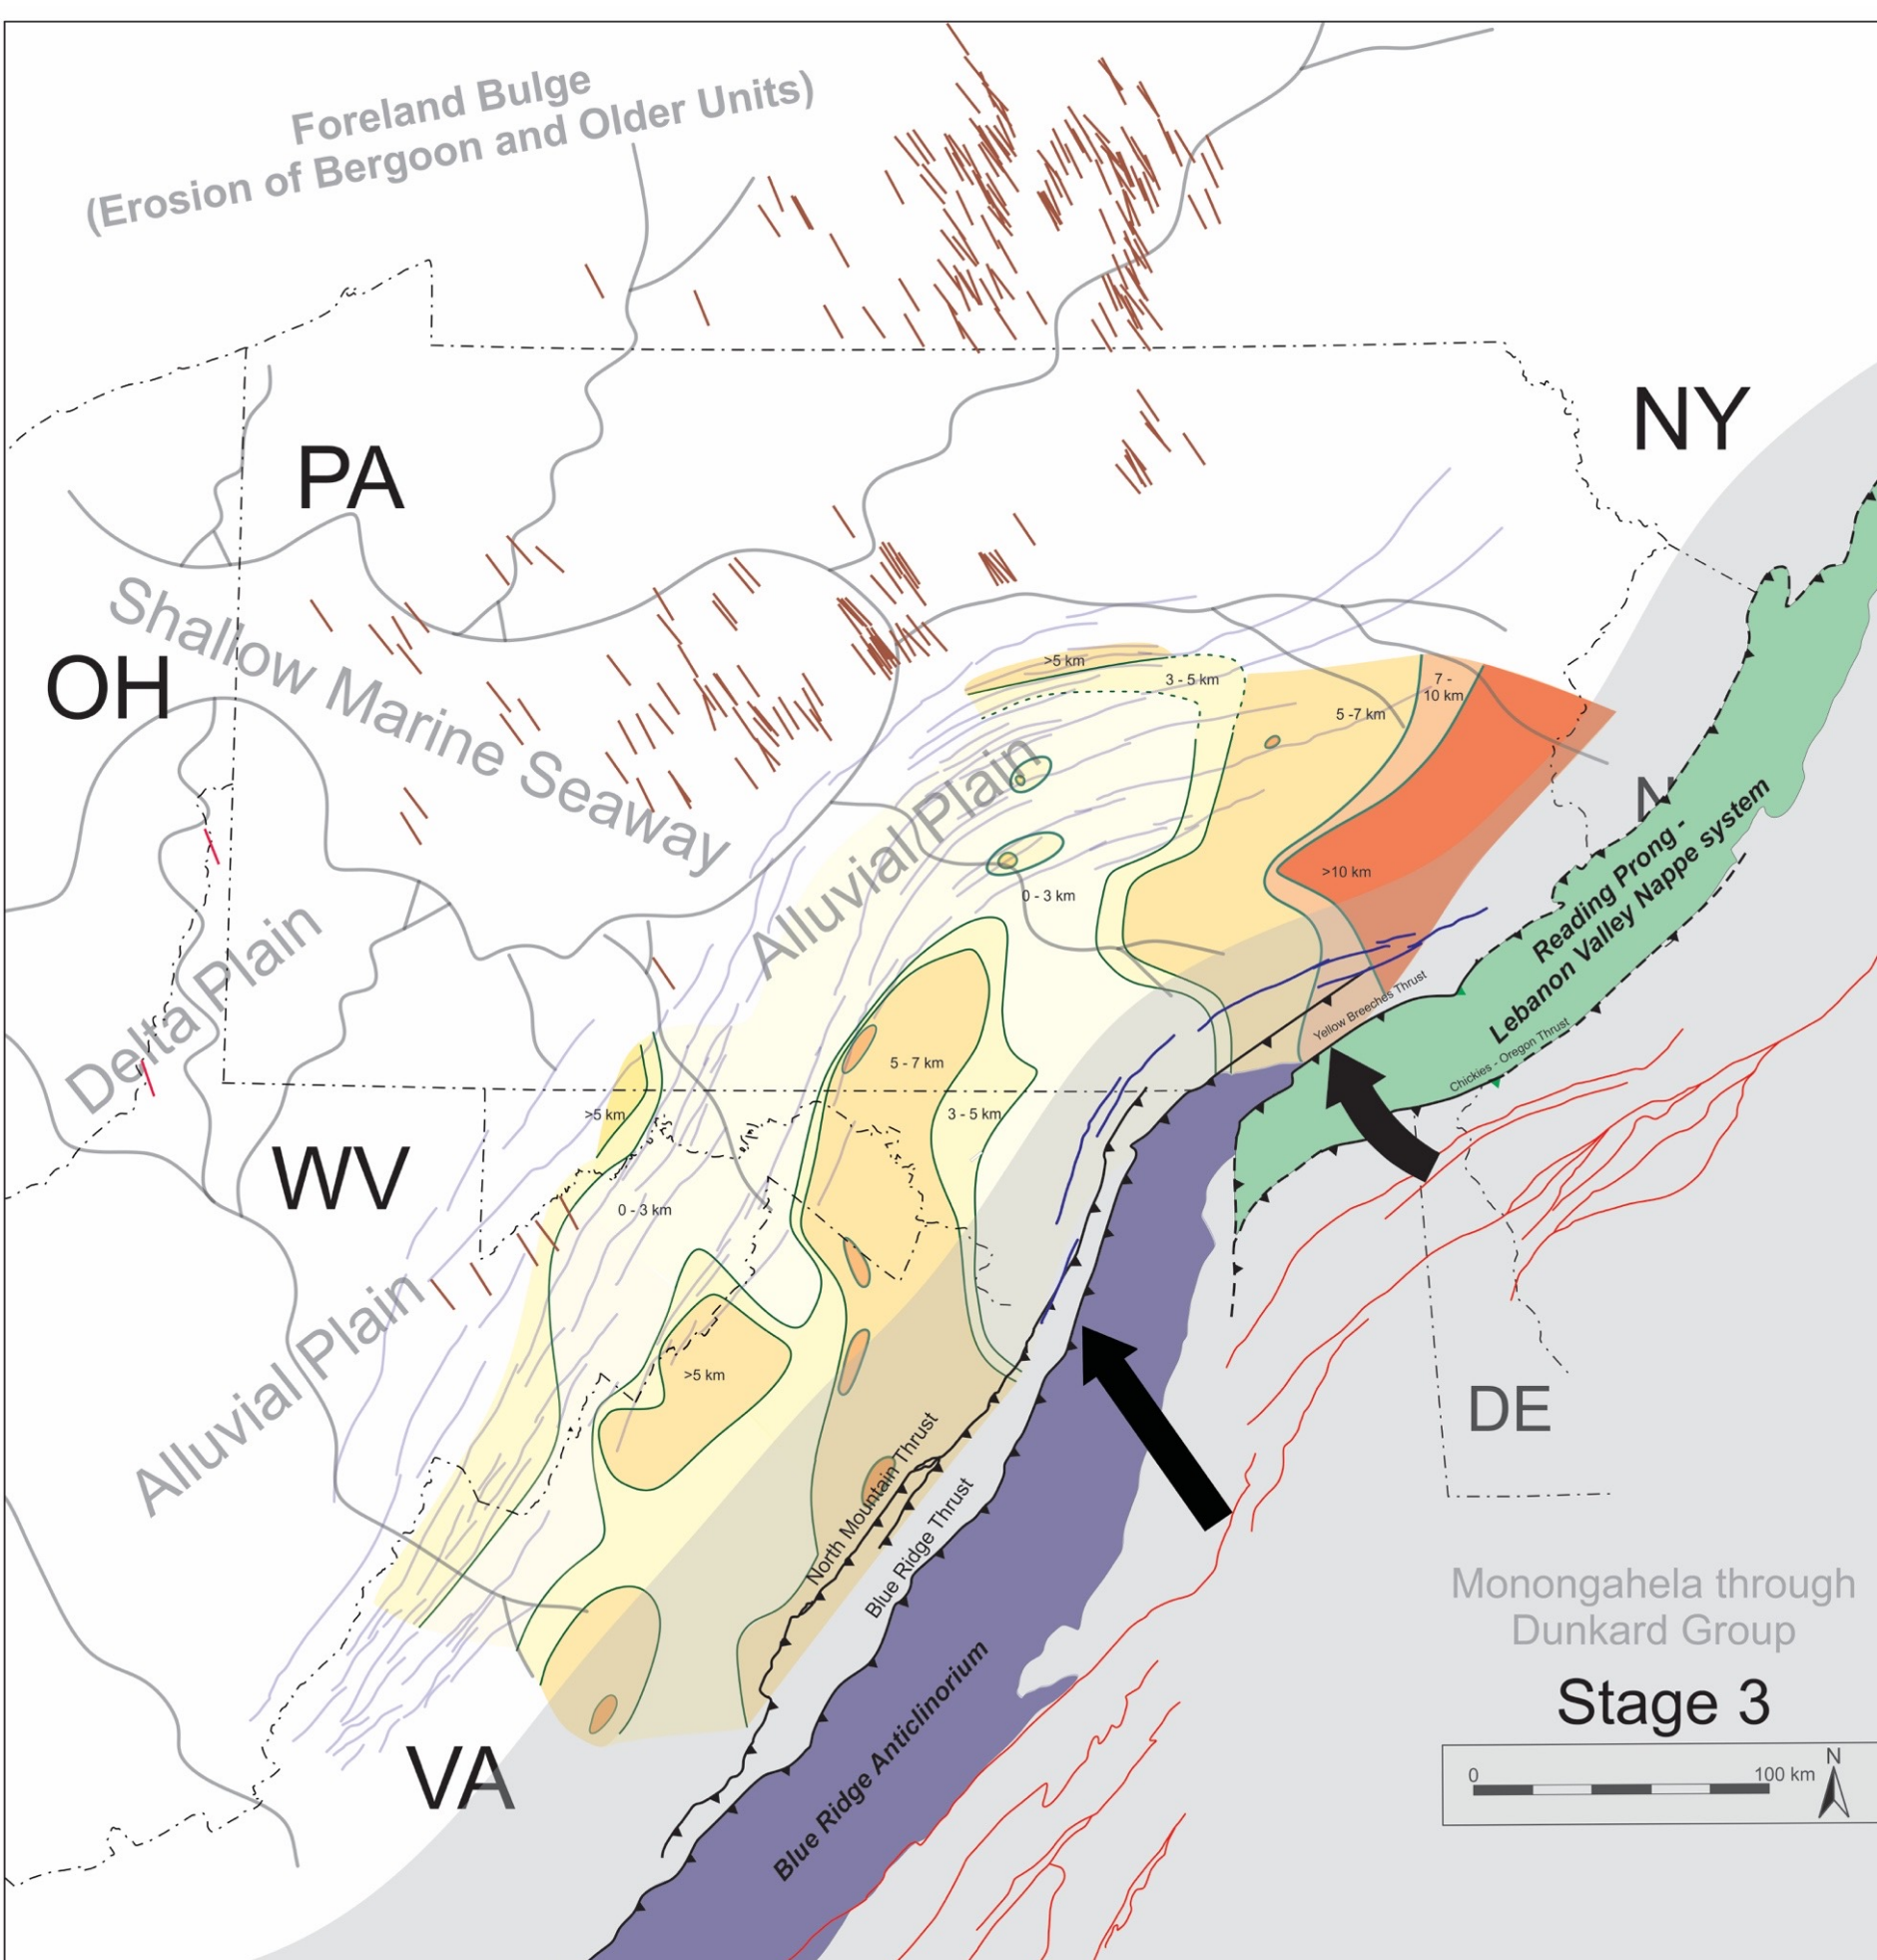 Foreland Bulge
(Erosion of Bergoon and Older Units)
NY
PA
Shallow Marine Seaway
OH
>5 km
3 - 5 km
7 -
10 km
5 -7 km
Alluvial Plain
N
Reading Prong -
Lebanon Valley Nappe system
>10 km
0 - 3 km
Delta Plain
Yellow Breeches Thrust
Chickies - Oregon Thrust
5 - 7 km
>5 km
3 - 5 km
WV
0 - 3 km
Alluvial Plain
>5 km
DE
North Mountain Thrust
Blue Ridge Thrust
Monongahela through
Dunkard Group
Stage 3
Blue Ridge Anticlinorium
VA
0 100 km
N